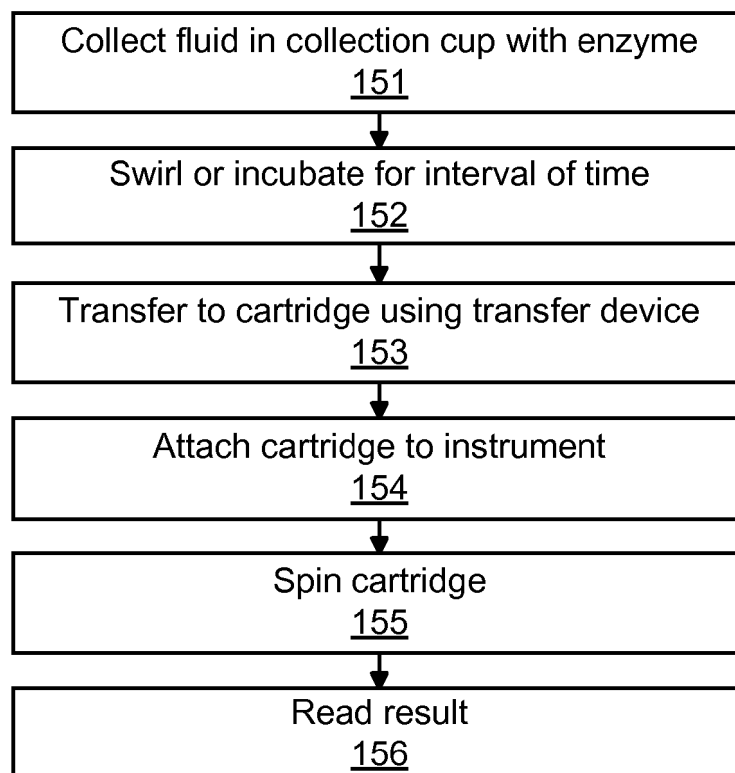 Collect fluid in collection cup with enzyme
151
Swirl or incubate for interval of time
152
Transfer to cartridge using transfer device
153
Attach cartridge to instrument
154
Spin cartridge
155
Read result
156